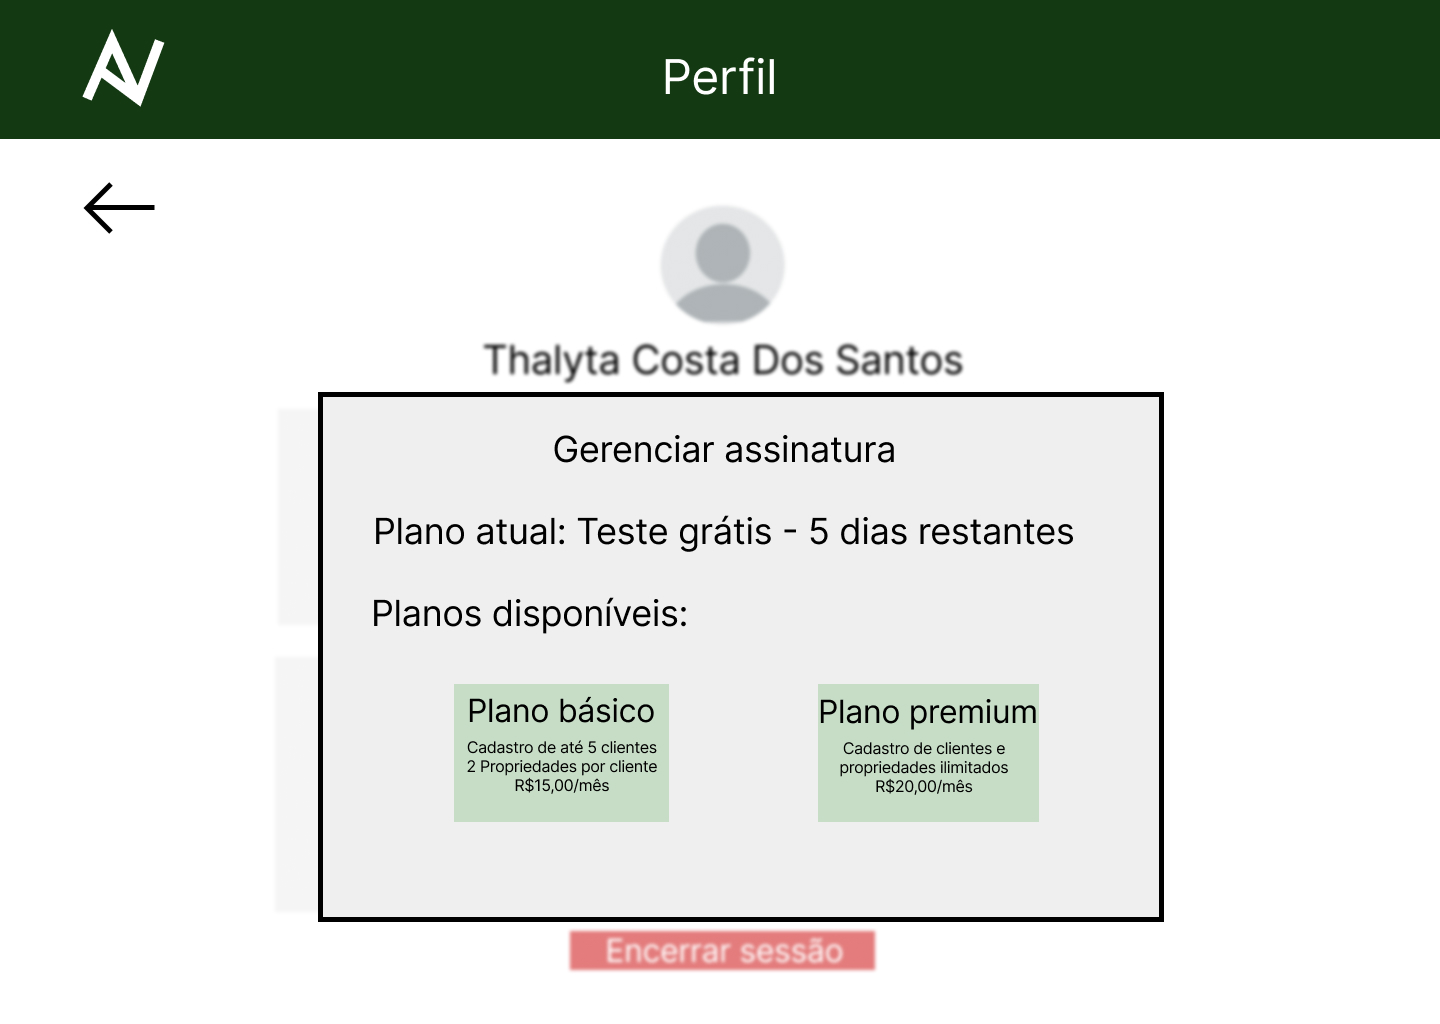 Perfil
Thalyta Costa Dos Santos
Gerenciar assinatura
Plano atual: Teste grátis - 5 dias restantes
Planos disponíveis:
Plano básico
Cadastro de até 5 clientes
2 Propriedades por cliente
R$15,00/mês
Plano premium
Cadastro de clientes e
propriedades ilimitados
R$20,00/mês
Encerrar sessão